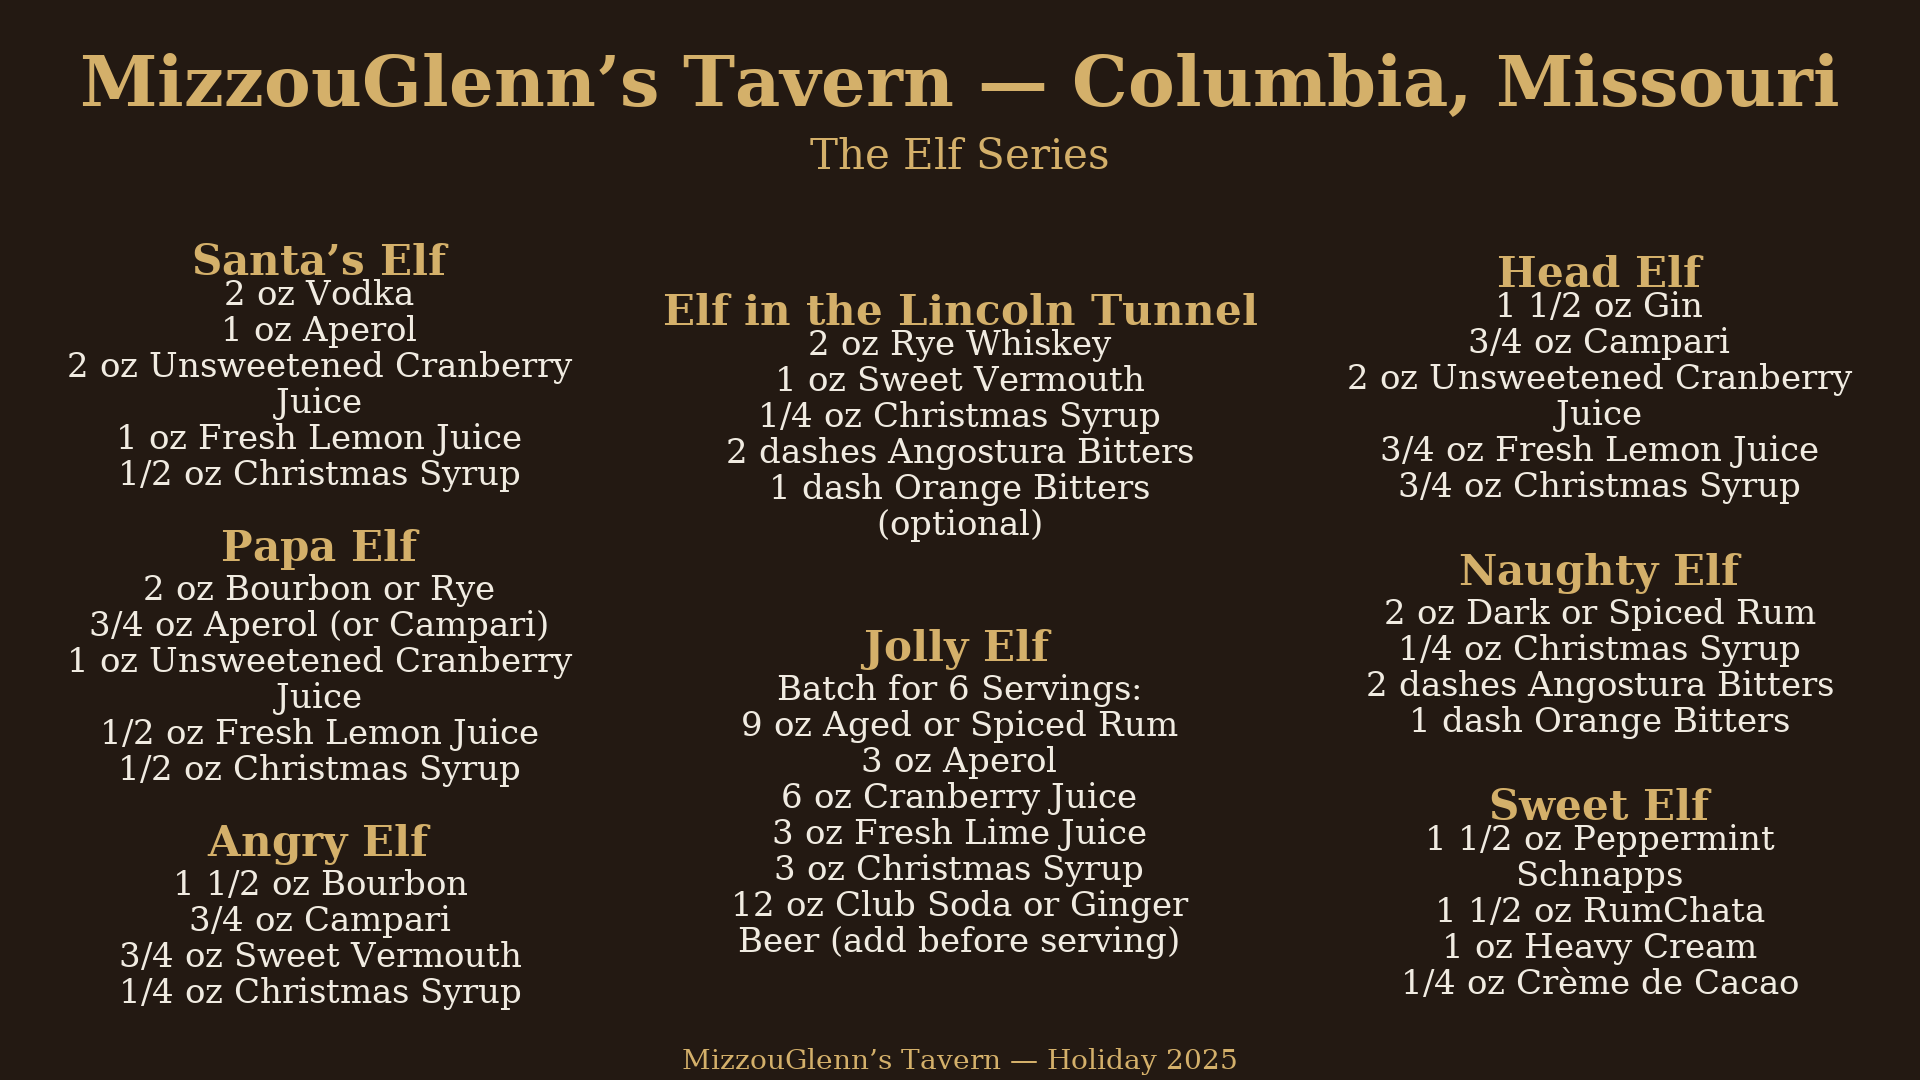 MizzouGlenn’s Tavern — Columbia, Missouri
The Elf Series
Santa’s Elf
2 oz Vodka
1 oz Aperol
2 oz Unsweetened Cranberry
Juice
1 oz Fresh Lemon Juice
1/2 oz Christmas Syrup
Papa Elf
2 oz Bourbon or Rye
3/4 oz Aperol (or Campari)
1 oz Unsweetened Cranberry
Juice
1/2 oz Fresh Lemon Juice
1/2 oz Christmas Syrup
Angry Elf
1 1/2 oz Bourbon
3/4 oz Campari
3/4 oz Sweet Vermouth
1/4 oz Christmas Syrup
Elf in the Lincoln Tunnel
2 oz Rye Whiskey
1 oz Sweet Vermouth
1/4 oz Christmas Syrup
2 dashes Angostura Bitters
1 dash Orange Bitters
(optional)
Jolly Elf
Batch for 6 Servings:
9 oz Aged or Spiced Rum
3 oz Aperol
6 oz Cranberry Juice
3 oz Fresh Lime Juice
3 oz Christmas Syrup
12 oz Club Soda or Ginger
Beer (add before serving)
Head Elf
1 1/2 oz Gin
3/4 oz Campari
2 oz Unsweetened Cranberry
Juice
3/4 oz Fresh Lemon Juice
3/4 oz Christmas Syrup
Naughty Elf
2 oz Dark or Spiced Rum
1/4 oz Christmas Syrup
2 dashes Angostura Bitters
1 dash Orange Bitters
Sweet Elf
1 1/2 oz Peppermint
Schnapps
1 1/2 oz RumChata
1 oz Heavy Cream
1/4 oz Crème de Cacao
MizzouGlenn’s Tavern — Holiday 2025